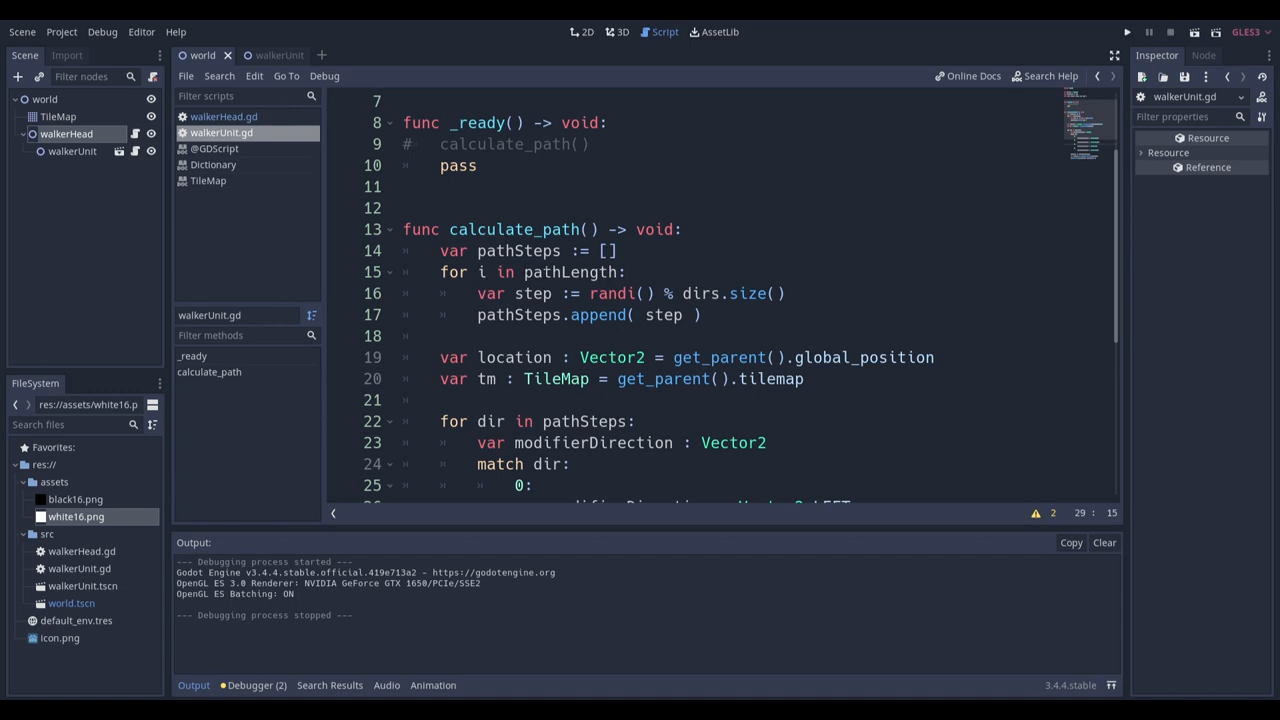 Scene Project Debug Editor Help
2D 3D Script AssetLib
GLES3
Scene Import
Filter nodes
world
TileMap
walkerHead
walkerUnit
FileSystem
res://assets/white16.p
Search files
Favorites:
res://
assets
black16.png
white16.png
src
walkerHead.gd
walkerUnit.gd
walkerUnit.tscn
world.tscn
default_env.tres
icon.png
world walkerUnit
File Search Edit Go To Debug
Online Docs Search Help
Filter scripts
walkerHead.gd
walkerUnit.gd
@GDScript
Dictionary
TileMap
walkerUnit.gd
Filter methods
_ready
calculate_path
7
8 func _ready() -> void:
9 # calculate_path()
10 pass
11
12
13 func calculate_path() -> void:
14 var pathSteps := []
15 for i in pathLength:
16 var step := randi() % dirs.size()
17 pathSteps.append( step )
18
19 var location : Vector2 = get_parent().global_position
20 var tm : TileMap = get_parent().tilemap
21
22 for dir in pathSteps:
23 var modifierDirection : Vector2
24 match dir:
25 0:
2 29 : 15
Output:
Copy Clear
--- Debugging process started ---
Godot Engine v3.4.4.stable.official.419e713a2 - https://godotengine.org
OpenGL ES 3.0 Renderer: NVIDIA GeForce GTX 1650/PCIe/SSE2
OpenGL ES Batching: ON
--- Debugging process stopped ---
Output Debugger (2) Search Results Audio Animation
3.4.4.stable
Inspector Node
walkerUnit.gd
Filter properties
Resource
Resource
Reference